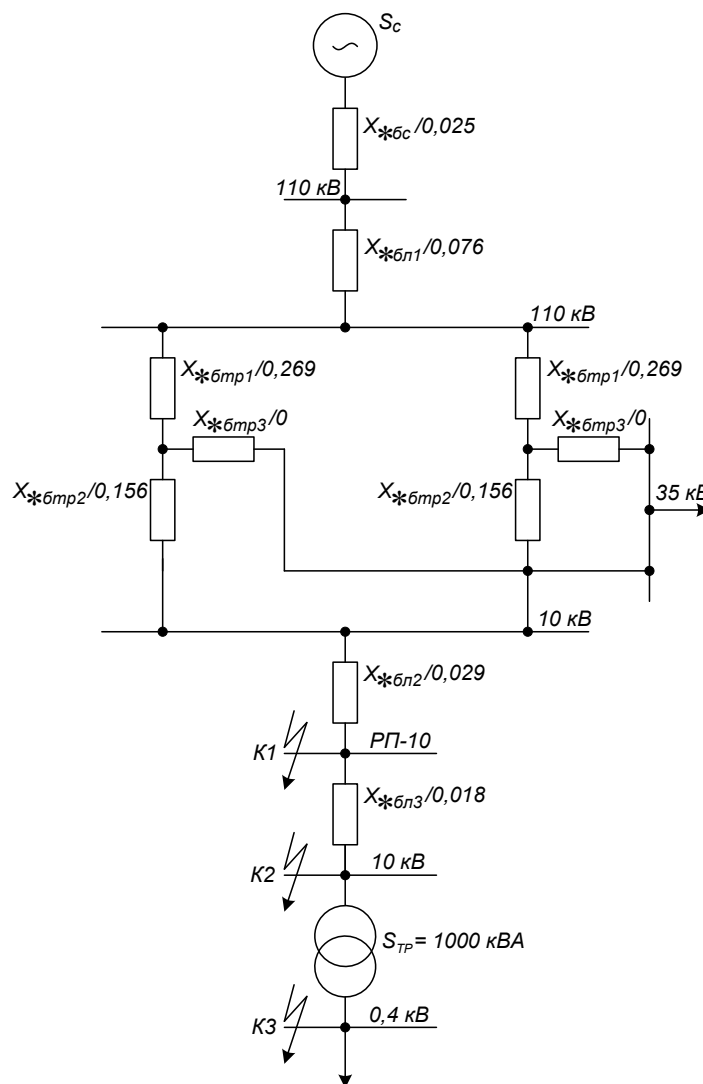 Sс
X*бс/0,025
110 кВ
X*бл1/0,076
110 кВ
X*бтр1/0,269
X*бтр1/0,269
X*бтр3/0
X*бтр3/0
X*бтр2/0,156
X*бтр2/0,156
35 кВ
10 кВ
X*бл2/0,029
К1
РП-10
X*бл3/0,018
К2
10 кВ
SТР = 1000 кВА
К3
0,4 кВ